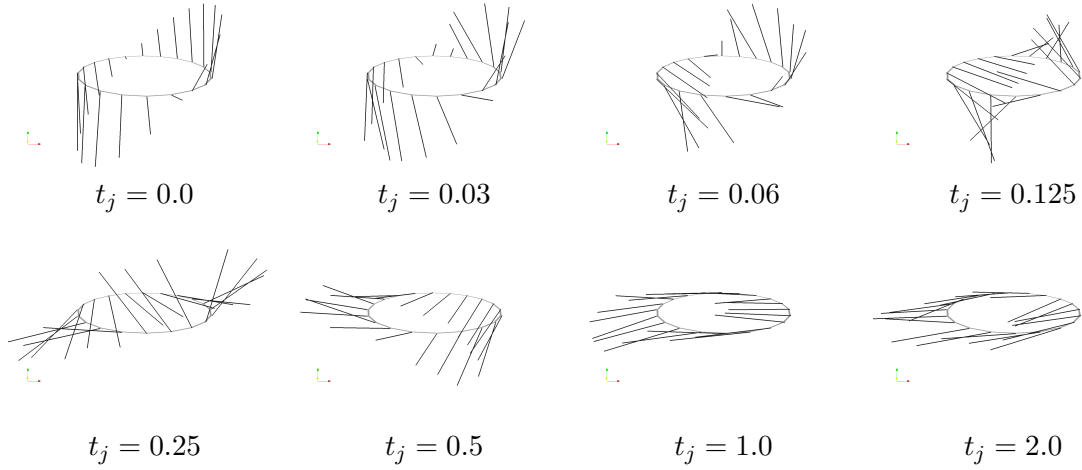 t_j = 0.0 t_j = 0.03 t_j = 0.06 t_j = 0.125
t_j = 0.25 t_j = 0.5 t_j = 1.0 t_j = 2.0